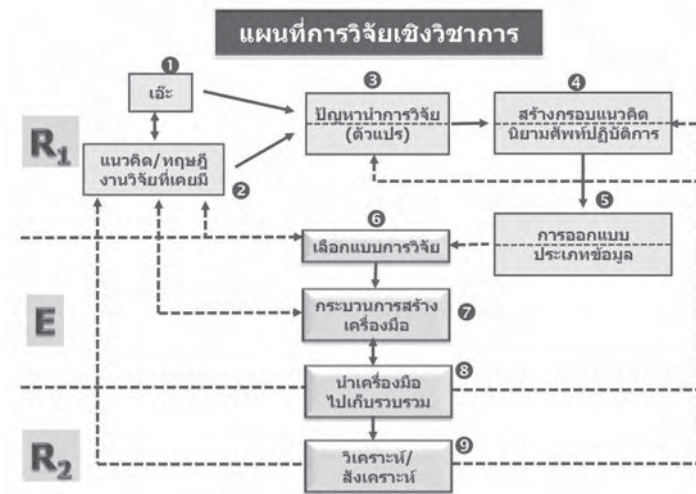 แผนที่การวิจัยเชิงวิชาการ
❶
เอ๊ะ
❸
ปัญหานำการวิจัย
(ตัวแปร)
❹
สร้างกรอบแนวคิด
นิยามศัพท์ปฏิบัติการ
R1
แนวคิด/ทฤษฎี
งานวิจัยที่เคยมี
❷
❺
การออกแบบ
ประเภทข้อมูล
❻
เลือกแบบการวิจัย
E
กระบวนการสร้าง
เครื่องมือ
❼
นำเครื่องมือ
ไปเก็บรวบรวม
❽
R2
วิเคราะห์/
สังเคราะห์
❾